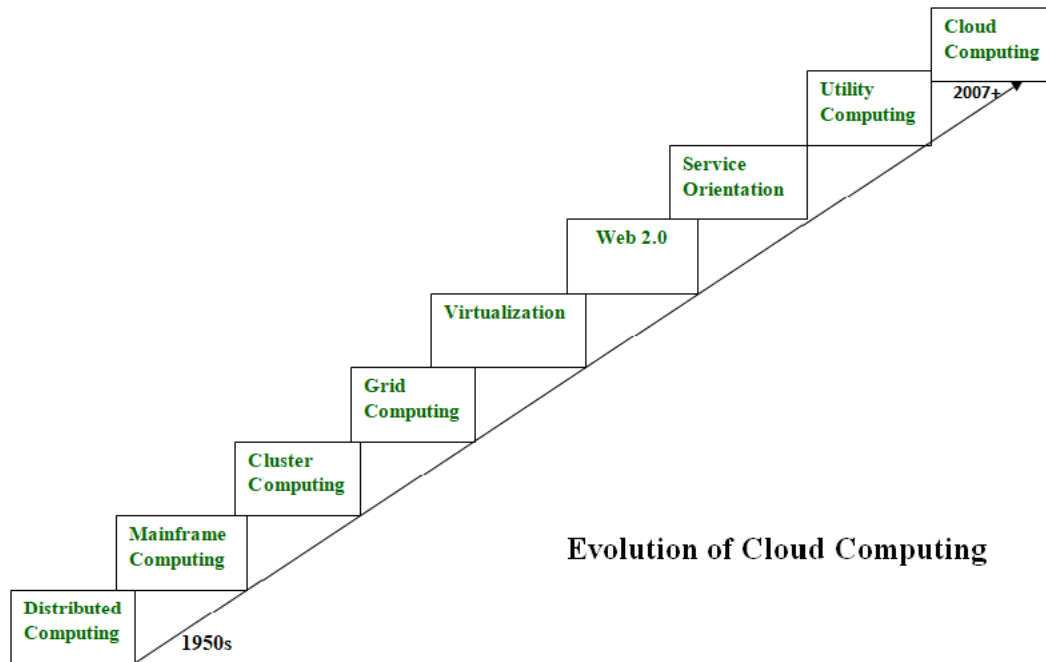 Cloud
Computing
2007+
Utility
Computing
Service
Orientation
Web 2.0
Virtualization
Grid
Computing
Cluster
Computing
Mainframe
Computing
Evolution of Cloud Computing
Distributed
Computing
1950s